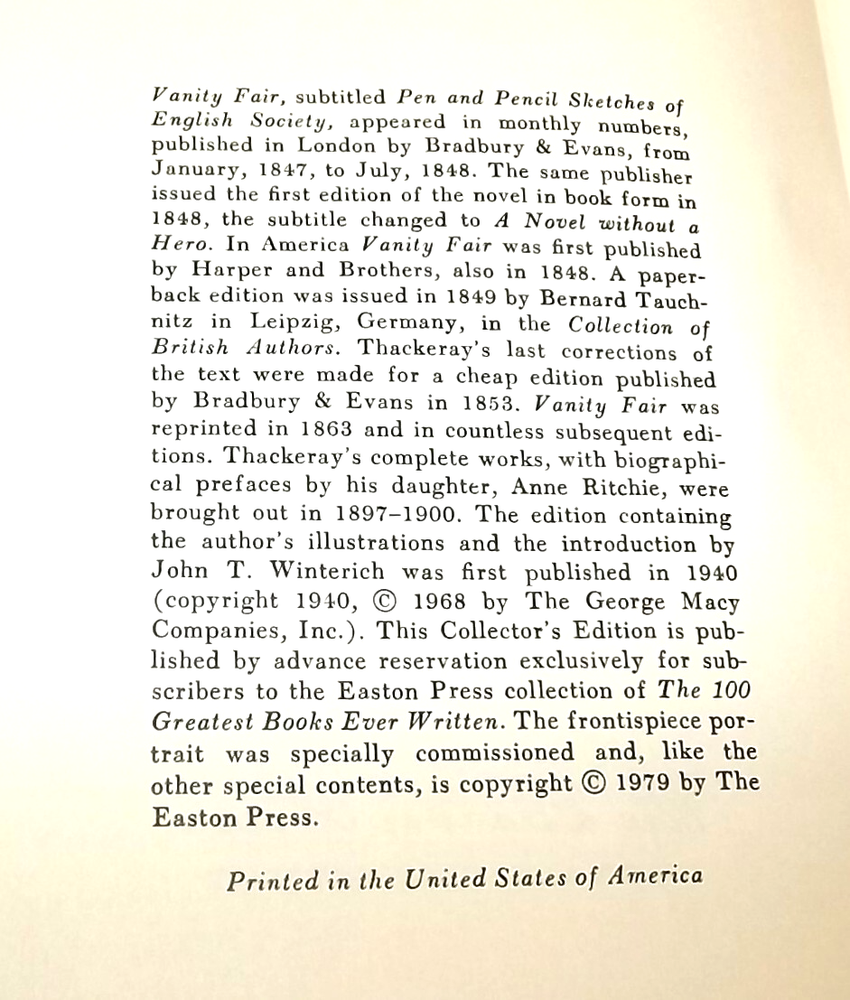 Vanity Fair, subtitled Pen and Pencil Sketches of
English Society, appeared in monthly numbers,
published in London by Bradbury & Evans, from
January, 1847, to July, 1848. The same publisher
issued the first edition of the novel in book form in
1848, the subtitle changed to A Novel without a
Hero. In America Vanity Fair was first published
by Harper and Brothers, also in 1848. A paper-
back edition was issued in 1849 by Bernard Tauch-
nitz in Leipzig, Germany, in the Collection of
British Authors. Thackeray's last corrections of
the text were made for a cheap edition published
by Bradbury & Evans in 1853. Vanity Fair was
reprinted in 1863 and in countless subsequent edi-
tions. Thackeray's complete works, with biographi-
cal prefaces by his daughter, Anne Ritchie, were
brought out in 1897–1900. The edition containing
the author's illustrations and the introduction by
John T. Winterich was first published in 1940
(copyright 1940, © 1968 by The George Macy
Companies, Inc.). This Collector's Edition is pub-
lished by advance reservation exclusively for sub-
scribers to the Easton Press collection of The 100
Greatest Books Ever Written. The frontispiece por-
trait was specially commissioned and, like the
other special contents, is copyright © 1979 by The
Easton Press.
Printed in the United States of America